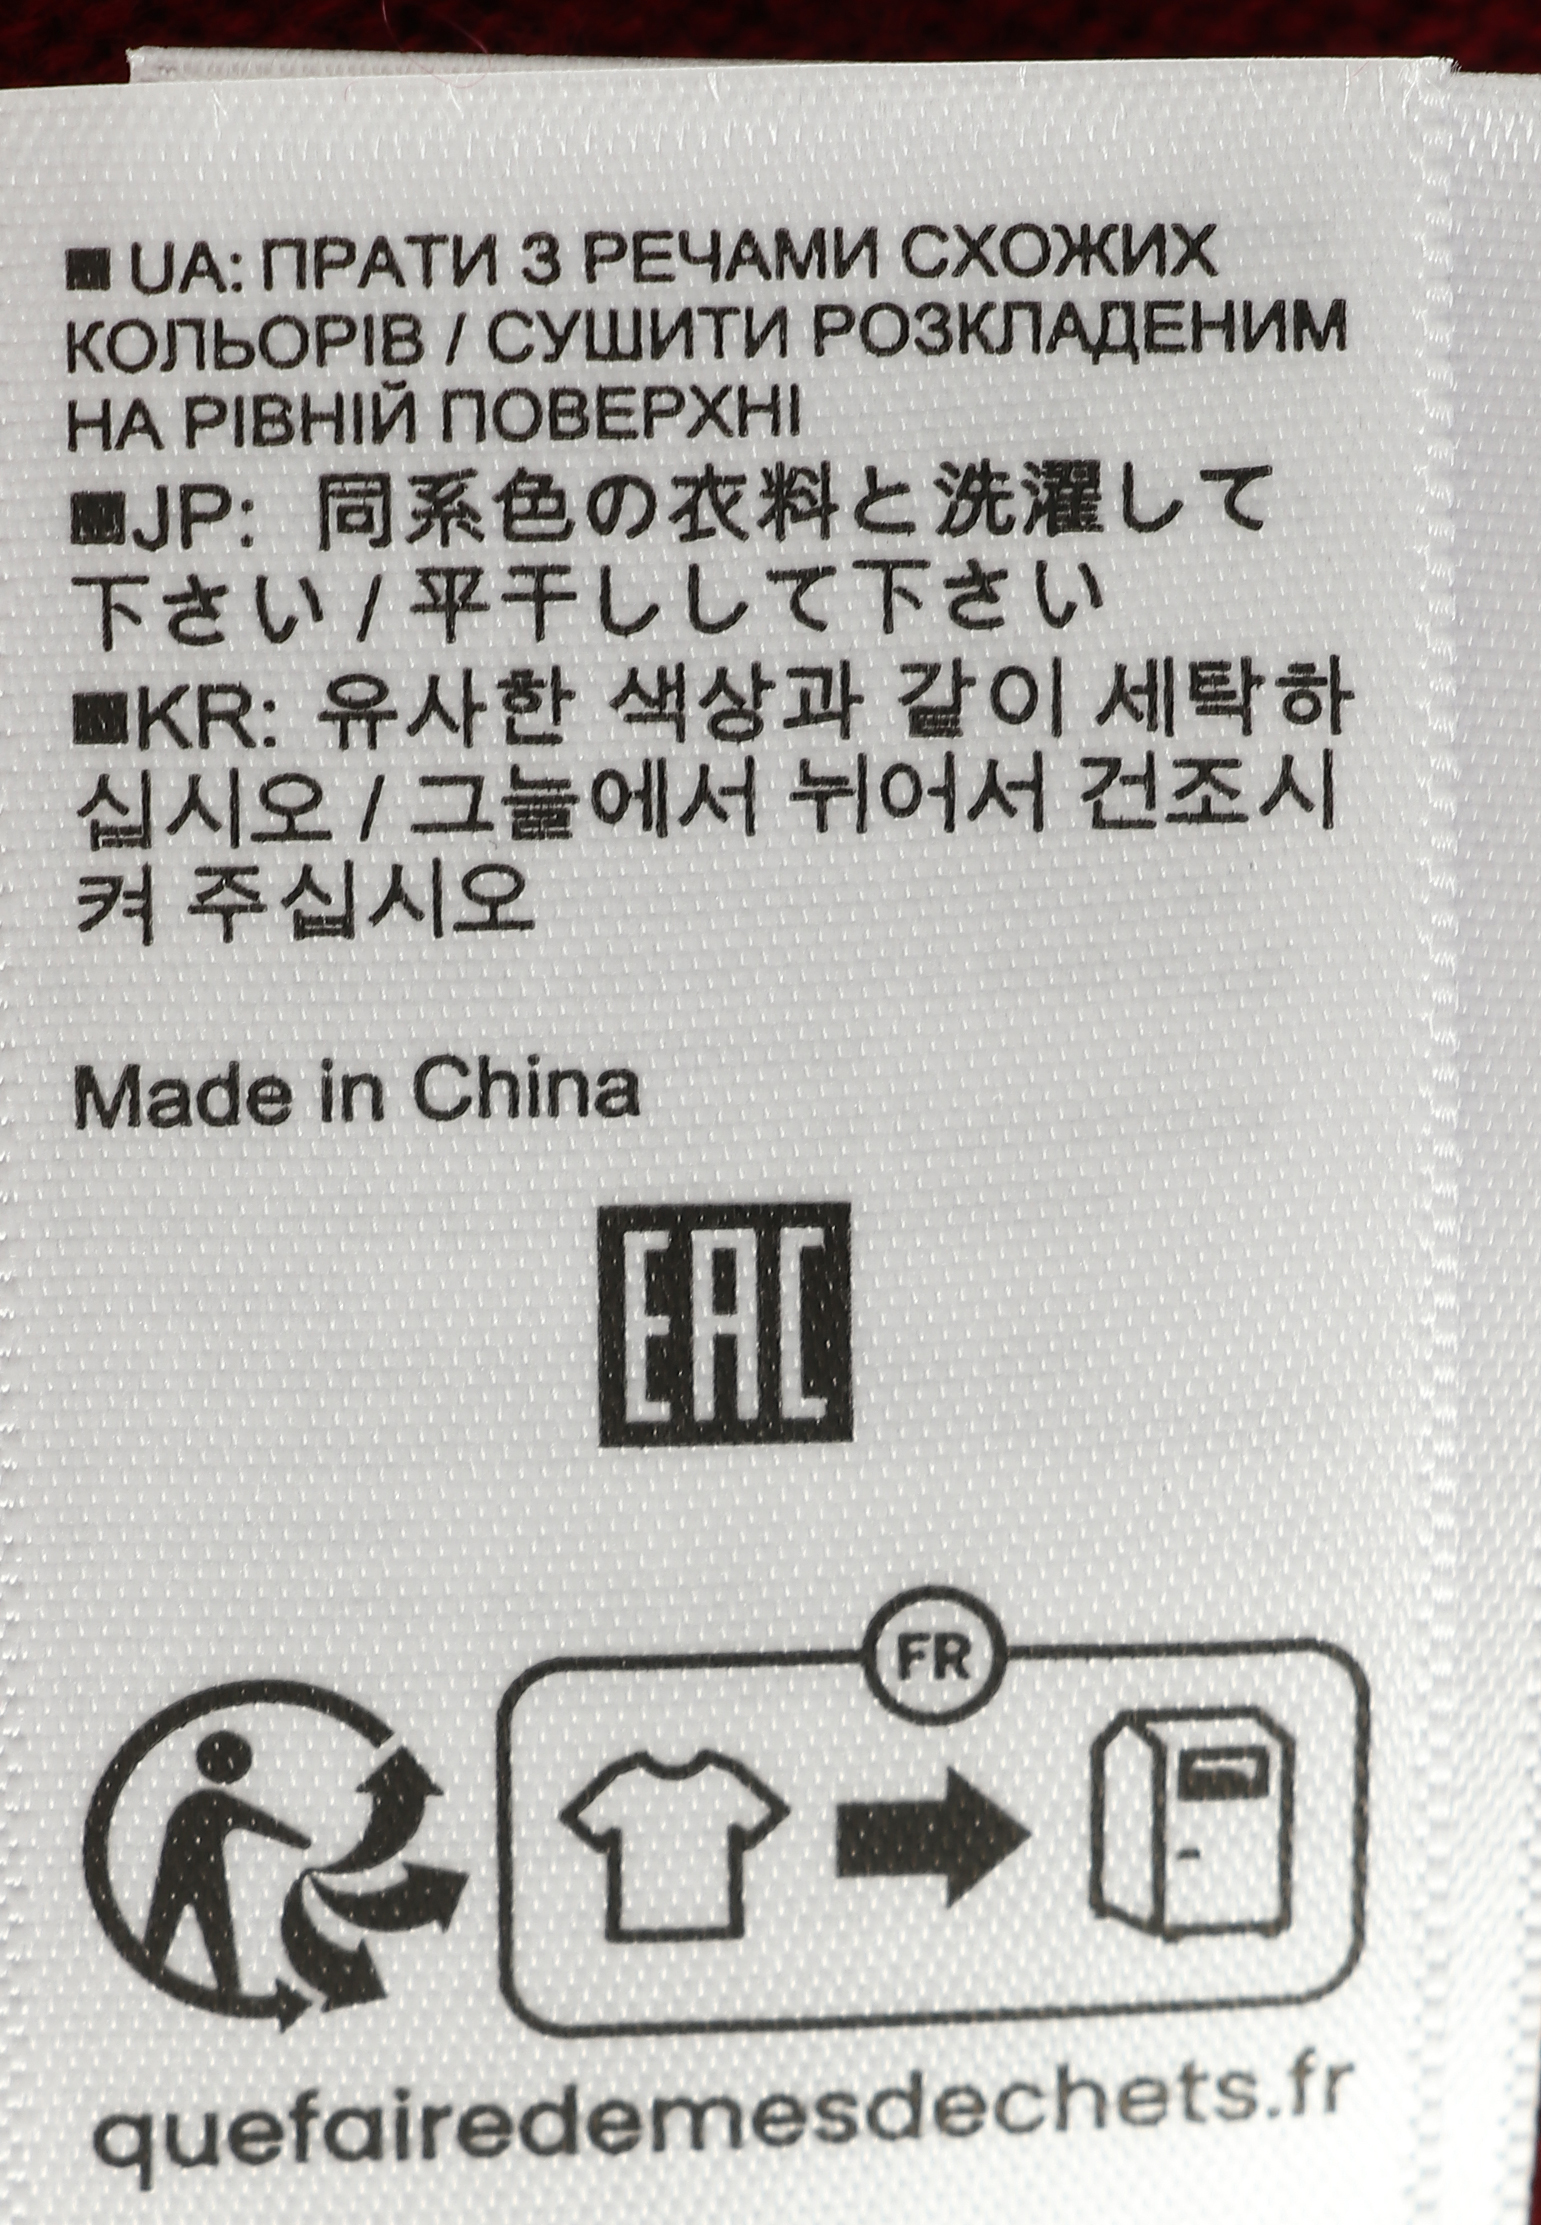 ■ UA: ПРАТИ З РЕЧАМИ СХОЖИХ
КОЛЬОРІВ / СУШИТИ РОЗКЛАДЕНИМ
НА РІВНІЙ ПОВЕРХНІ
■JP: 同系色の衣料と洗濯して
下さい / 平干しして下さい
■KR: 유사한 색상과 같이 세탁하
십시오 / 그늘에서 뉘어서 건조시
켜 주십시오
Made in China
EAC
FR
quefairedemesdechets.fr